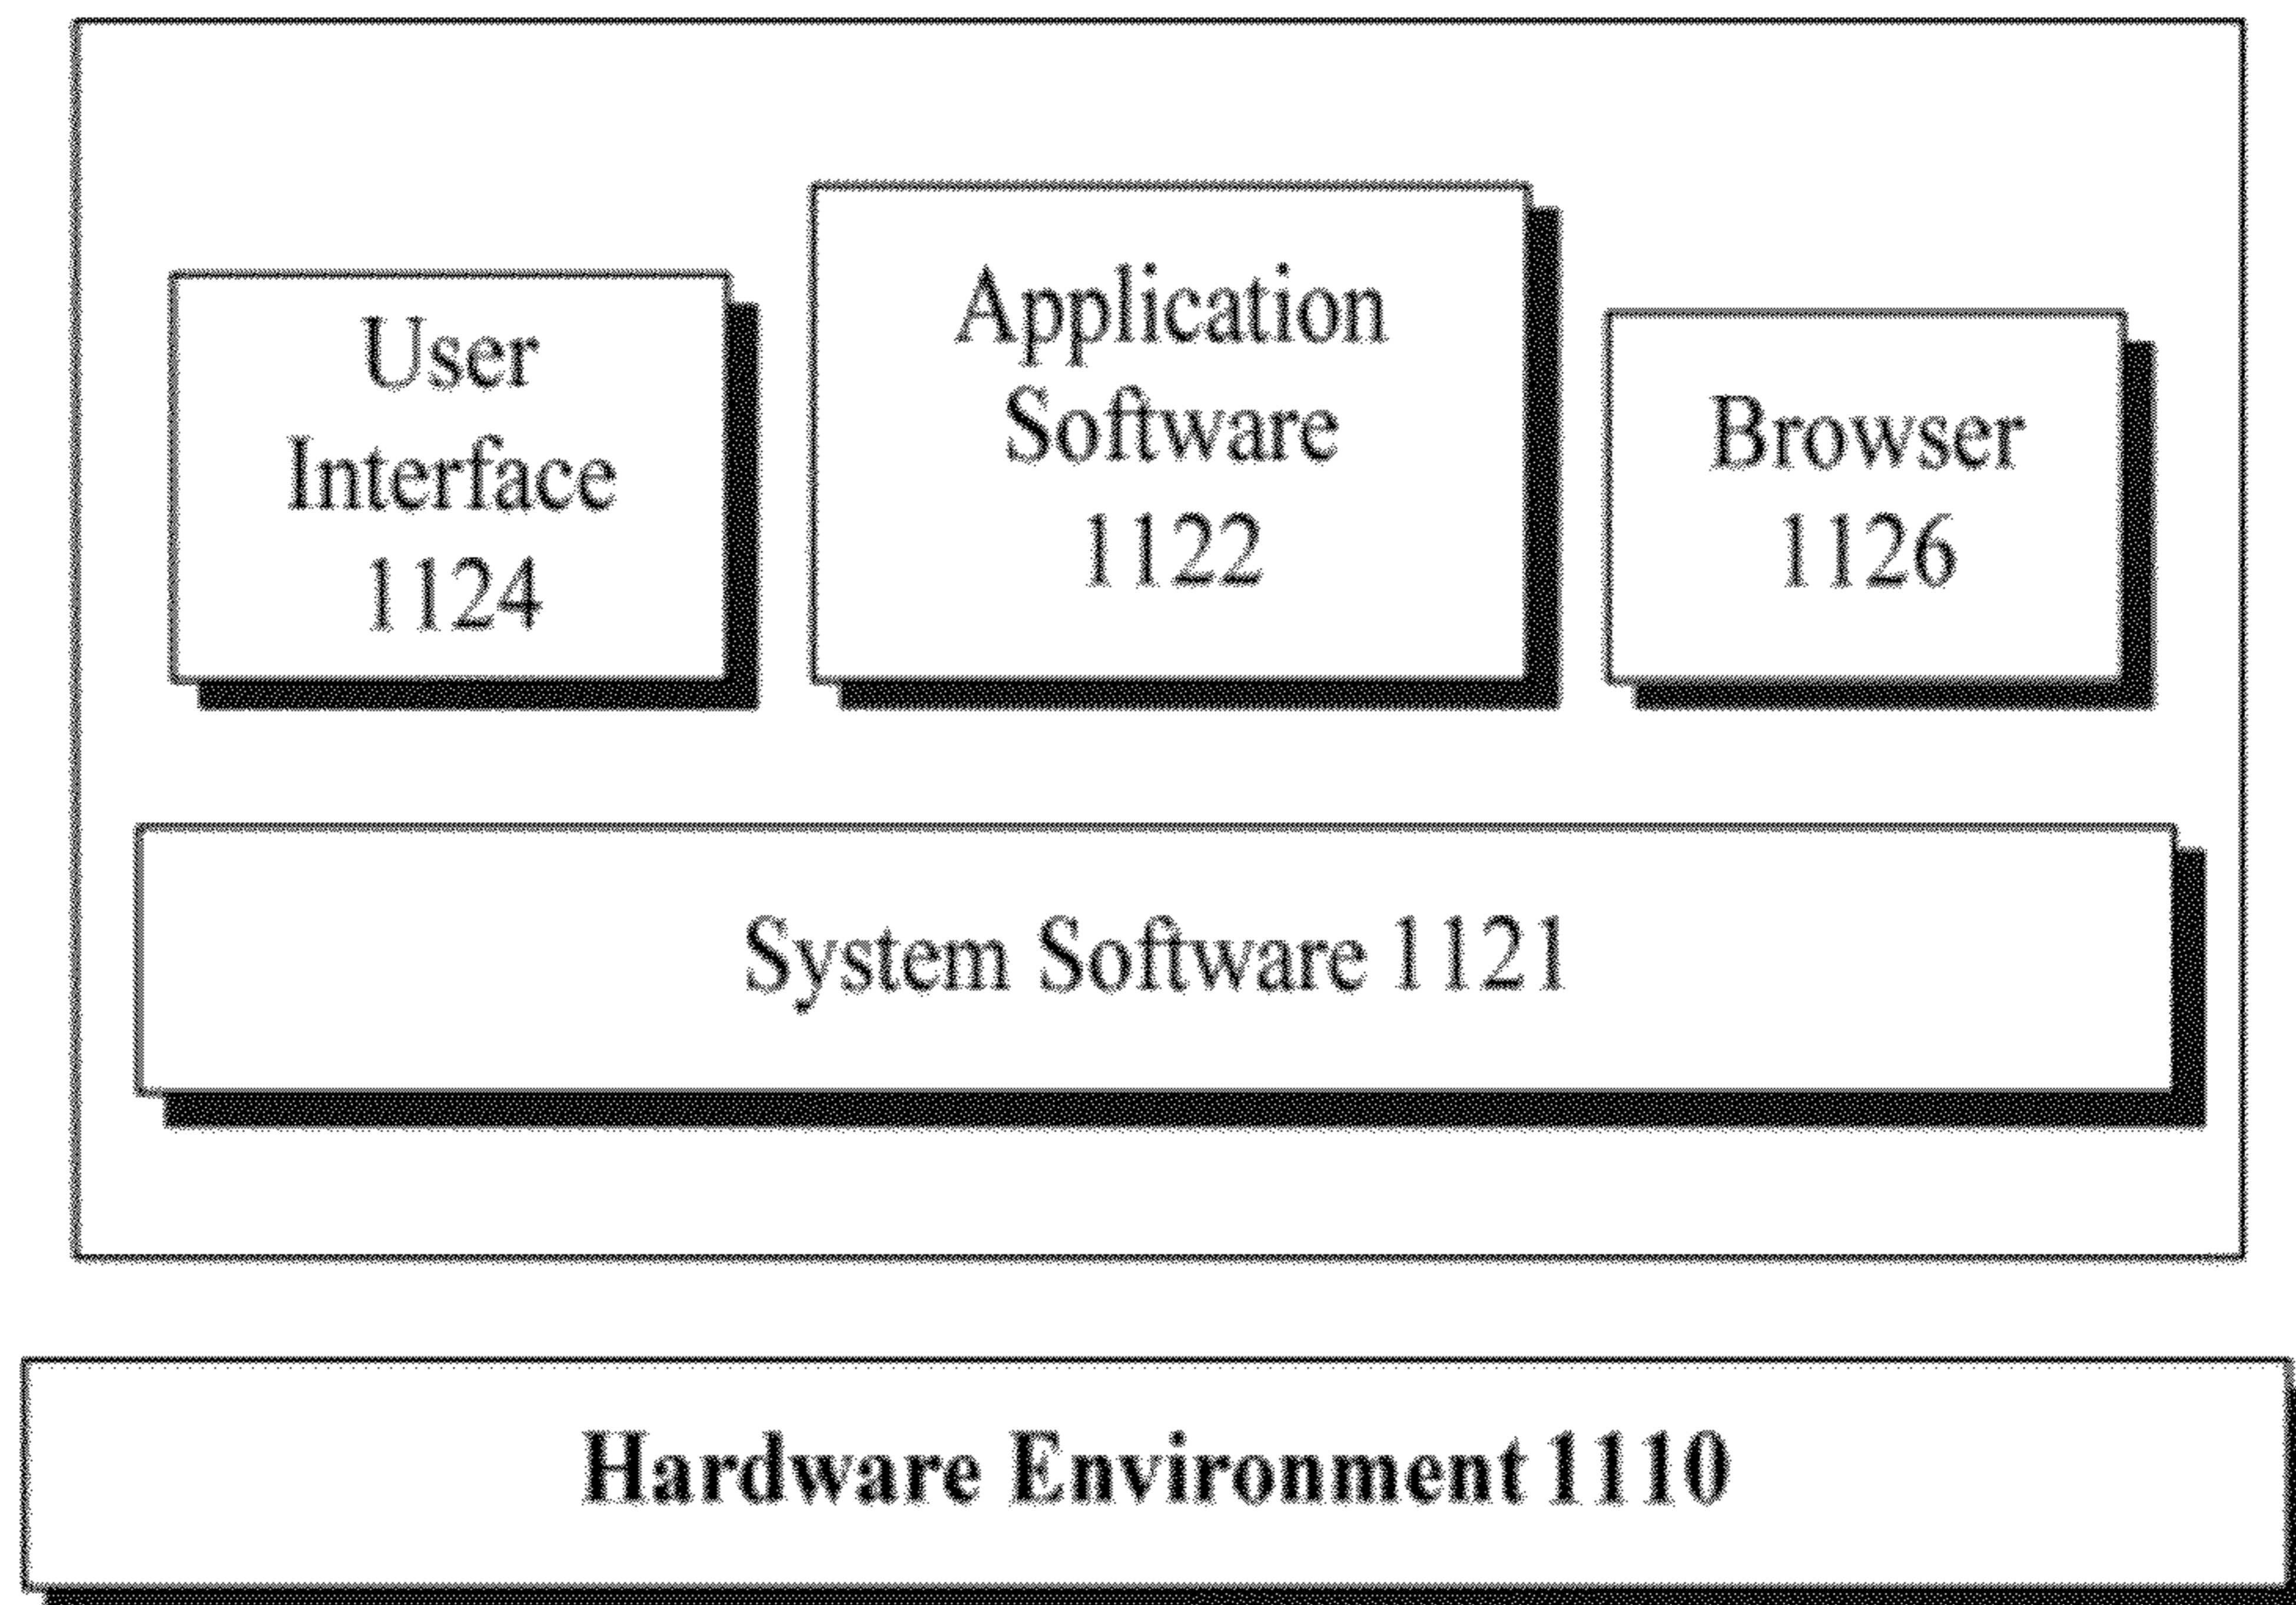 User
Interface
1124
Application
Software
1122
Browser
1126
System Software 1121
Hardware Environment 1110